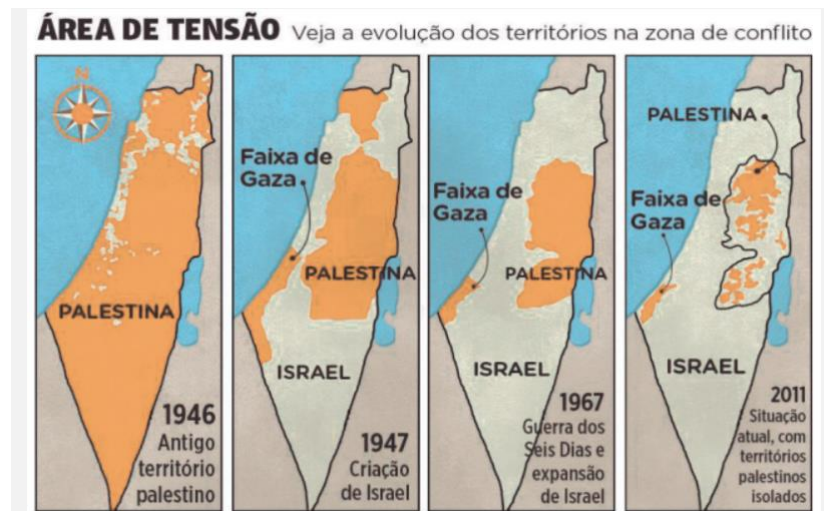 ÁREA DE TENSÃO Veja a evolução dos territórios na zona de conflito
N
PALESTINA
1946
Antigo
território
palestino
Faixa de
Gaza
PALESTINA
ISRAEL
1947
Criação
de Israel
Faixa de
Gaza
PALESTINA
ISRAEL
1967
Guerra dos
Seis Dias e
expansão
de Israel
PALESTINA
Faixa de
Gaza
ISRAEL
2011
Situação
atual, com
territórios
palestinos
isolados